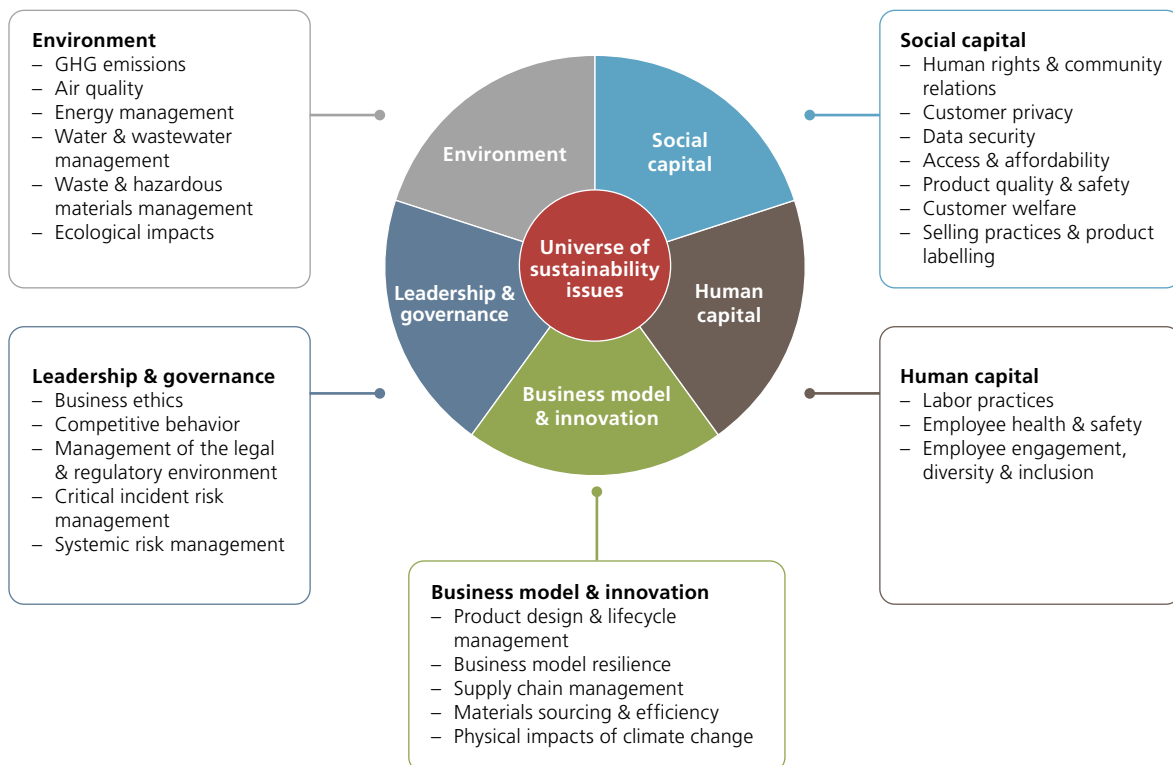 Environment
– GHG emissions
– Air quality
– Energy management
– Water & wastewater
management
– Waste & hazardous
materials management
– Ecological impacts
Social capital
– Human rights & community
relations
– Customer privacy
– Data security
– Access & affordability
– Product quality & safety
– Customer welfare
– Selling practices & product
labelling
Environment
Social
capital
Universe of
sustainability
issues
Leadership &
governance
Human
capital
Business model
& innovation
Leadership & governance
– Business ethics
– Competitive behavior
– Management of the legal
& regulatory environment
– Critical incident risk
management
– Systemic risk management
Human capital
– Labor practices
– Employee health & safety
– Employee engagement,
diversity & inclusion
Business model & innovation
– Product design & lifecycle
management
– Business model resilience
– Supply chain management
– Materials sourcing & efficiency
– Physical impacts of climate change